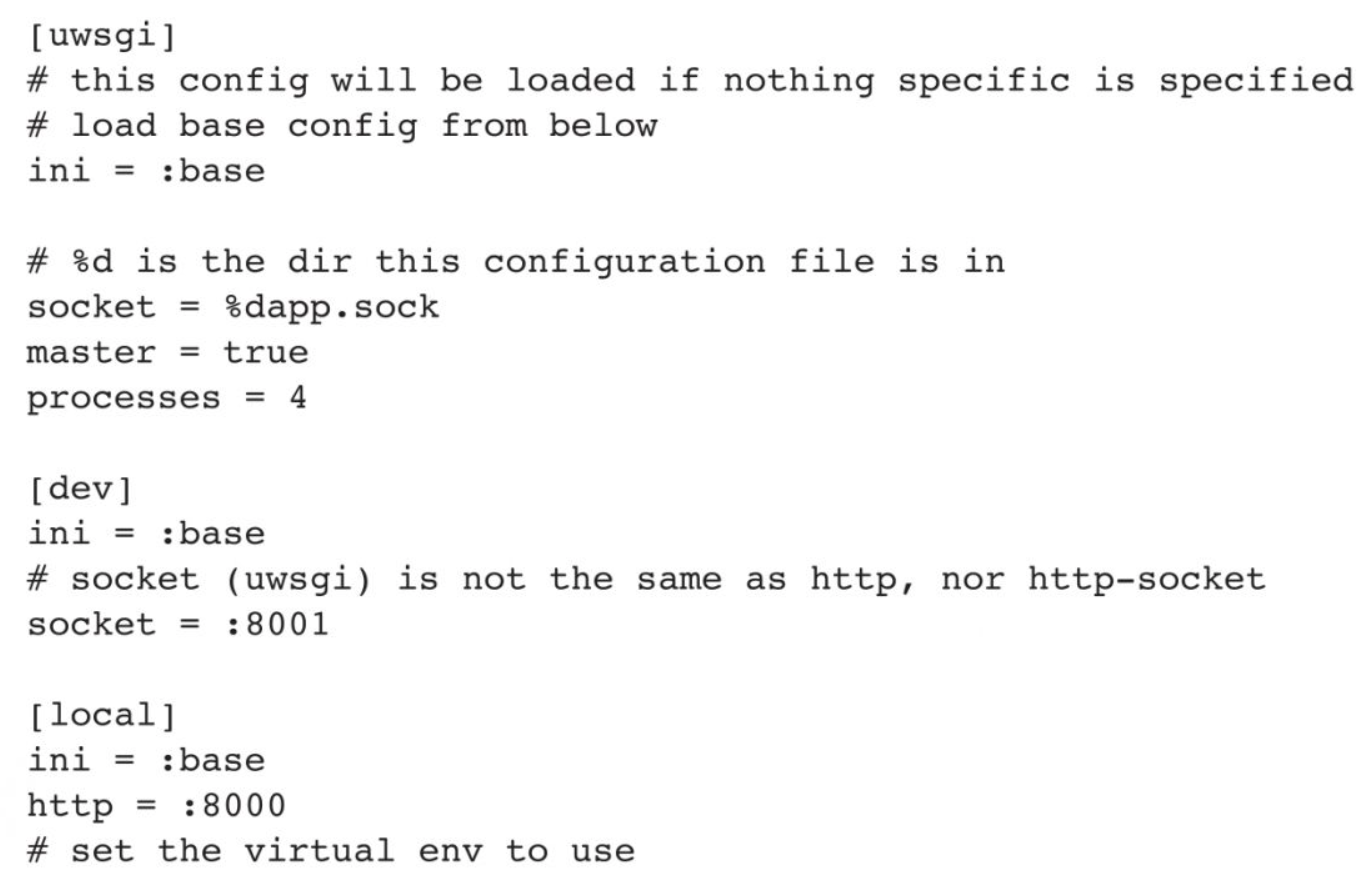 [uwsgi]
# this config will be loaded if nothing specific is specified
# load base config from below
ini = :base
# %d is the dir this configuration file is in
socket = %dapp.sock
master = true
processes = 4
[dev]
ini = :base
# socket (uwsgi) is not the same as http, nor http-socket
socket = :8001
[local]
ini = :base
http = :8000
# set the virtual env to use